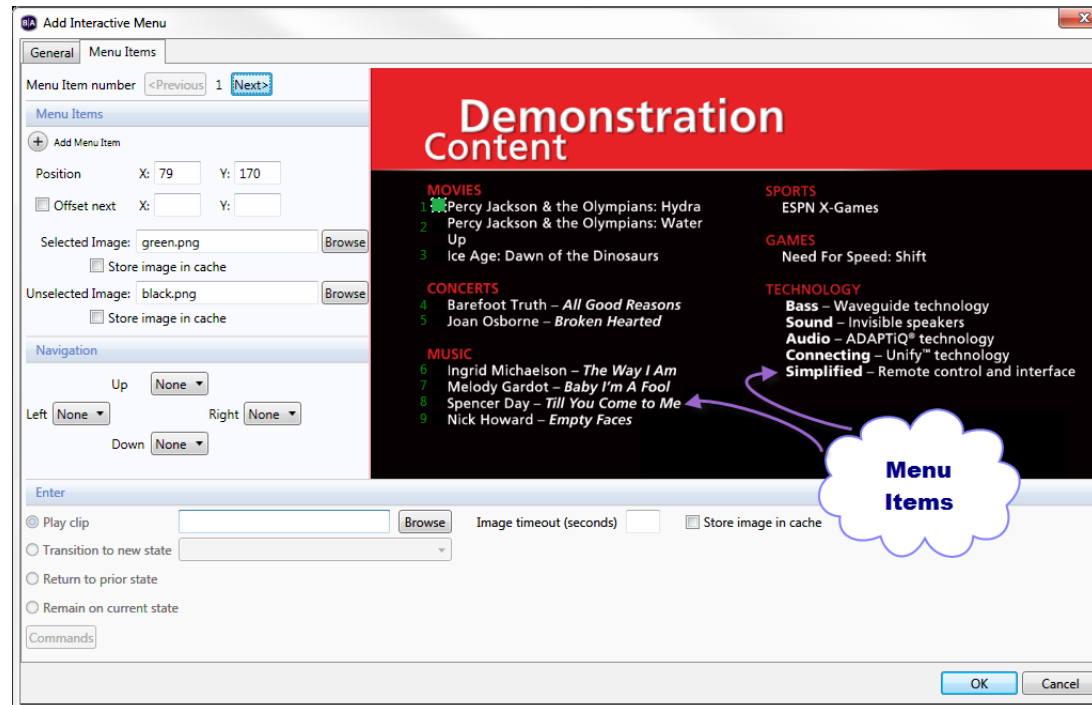 BA Add Interactive Menu
X
General Menu Items
Menu Item number <Previous 1 Next>
Menu Items
+ Add Menu Item
Position X: 79 Y: 170
Offset next X: Y:
Selected Image: green.png Browse
Store image in cache
Unselected Image: black.png Browse
Store image in cache
Navigation
Up None
Left None Right None
Down None
Demonstration
Content
MOVIES
1 Percy Jackson & the Olympians: Hydra
2 Percy Jackson & the Olympians: Water
Up
3 Ice Age: Dawn of the Dinosaurs
CONCERTS
4 Barefoot Truth – All Good Reasons
5 Joan Osborne – Broken Hearted
MUSIC
6 Ingrid Michaelson – The Way I Am
7 Melody Gardot – Baby I'm A Fool
8 Spencer Day – Till You Come to Me
9 Nick Howard – Empty Faces
SPORTS
ESPN X-Games
GAMES
Need For Speed: Shift
TECHNOLOGY
Bass – Waveguide technology
Sound – Invisible speakers
Audio – ADAPTiQ® technology
Connecting – Unify™ technology
Simplified – Remote control and interface
Menu
Items
Enter
Play clip Browse Image timeout (seconds) Store image in cache
Transition to new state
Return to prior state
Remain on current state
Commands
OK Cancel